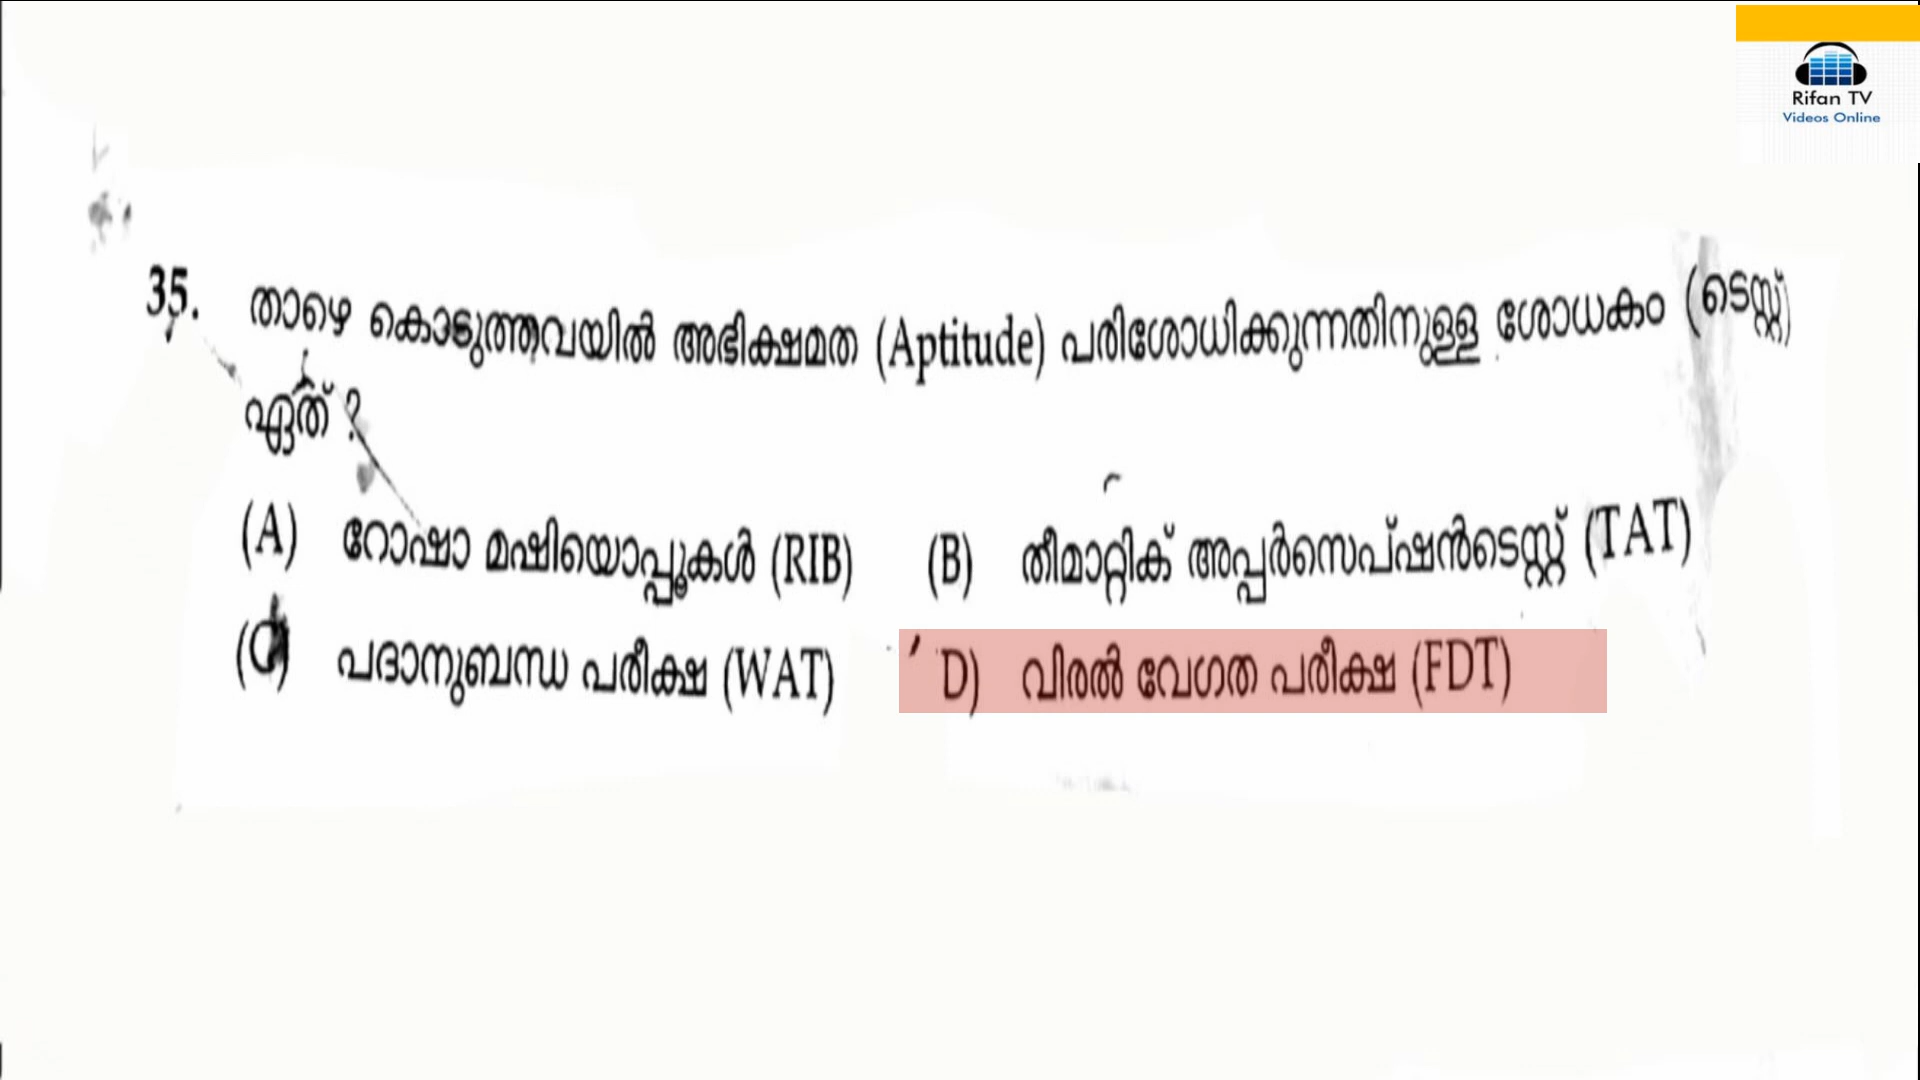 Rifan TV
Videos Online
35. താഴെ കൊടുത്തവയിൽ അഭിക്ഷമത (Aptitude) പരിശോധിക്കുന്നതിനുള്ള ശോധകം (ടെസ്റ്റ്)
ഏത് ?
(A) റോഷാ മഷിയൊപ്പുകൾ (RIB) (B) തീമാറ്റിക് അപ്പർസെപ്ഷൻടെസ്റ്റ് (TAT)
(C) പദാനുബന്ധ പരീക്ഷ (WAT) D) വിരൽ വേഗത പരീക്ഷ (FDT)